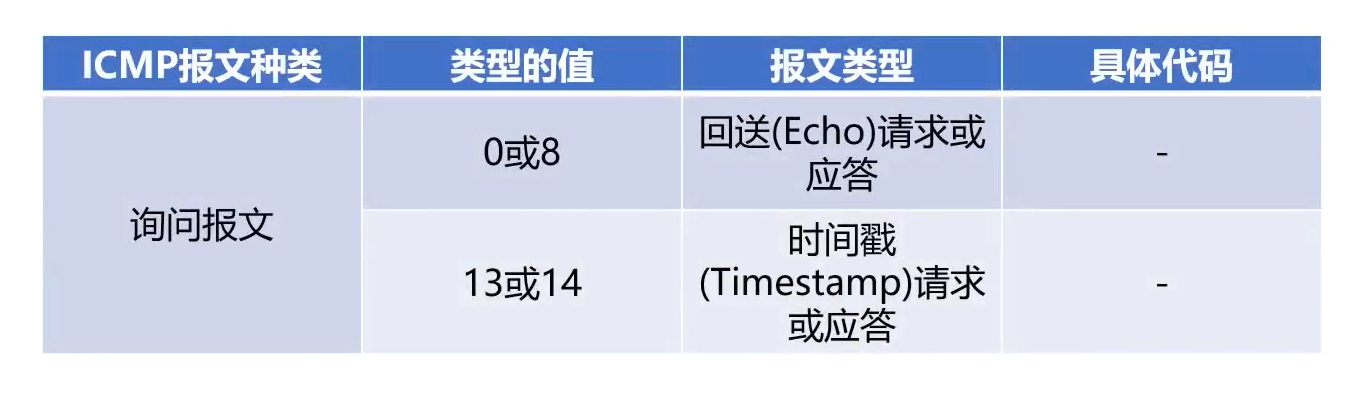 ICMP报文种类 类型的值 报文类型 具体代码
询问报文
0或8
回送(Echo)请求或
应答
-
13或14
时间戳
(Timestamp)请求
或应答
-